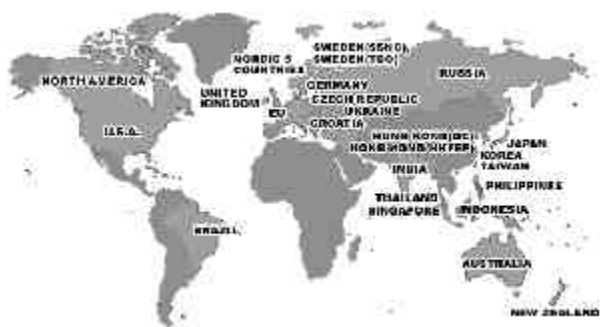 NORDIC 5
COUNTRIES
SWEDEN(SSNC),
SWEDEN(TCO)
NORTH AMERICA
RUSSIA
UNITED
KINGDOM
GERMANY
CZECH REPUBLIC
UKRAINE
EU
CROATIA
U.S.A.
JAPAN
KOREA
TAIWAN
INDIA
PHILIPPINES
THAILAND
SINGAPORE
INDONESIA
BRAZIL
AUSTRALIA
NEW ZEGLAND